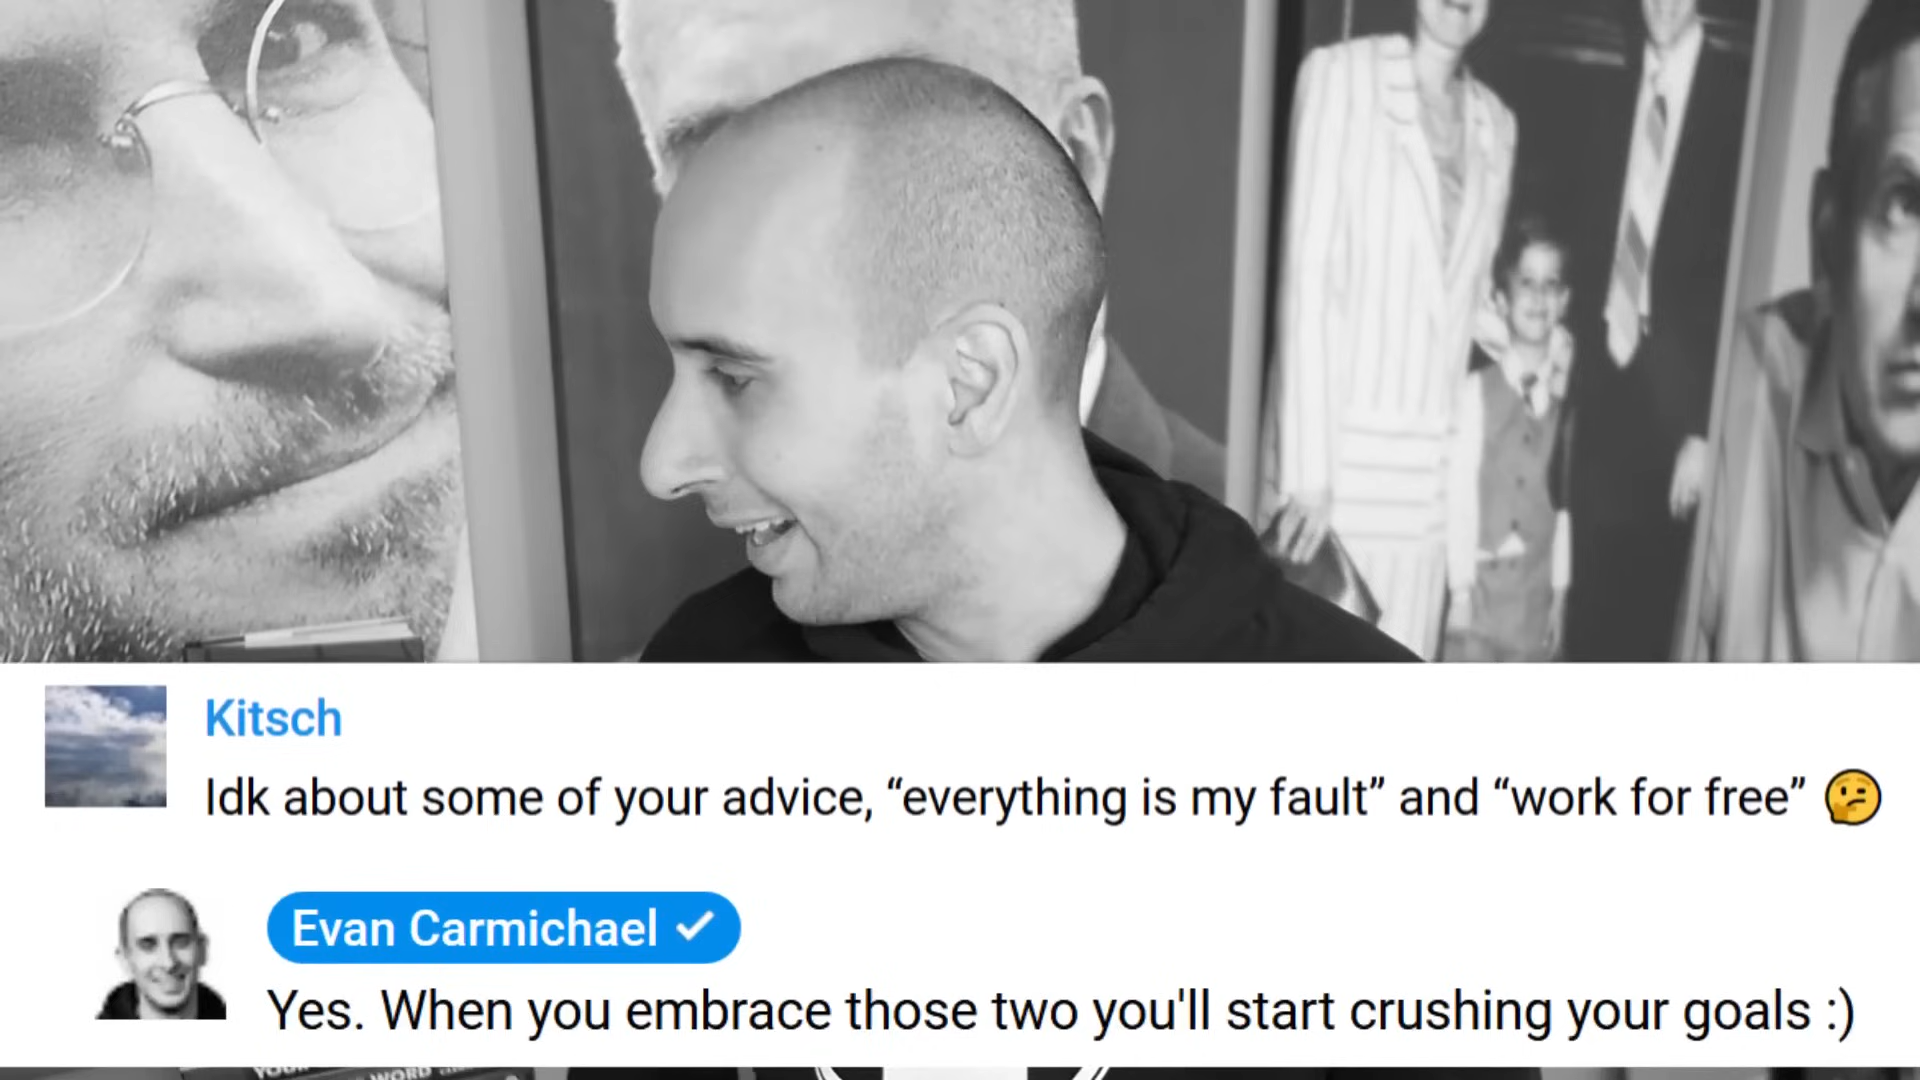 Kitsch
Idk about some of your advice, “everything is my fault” and “work for free” 🤔
Evan Carmichael ✓
Yes. When you embrace those two you'll start crushing your goals :)
WORD